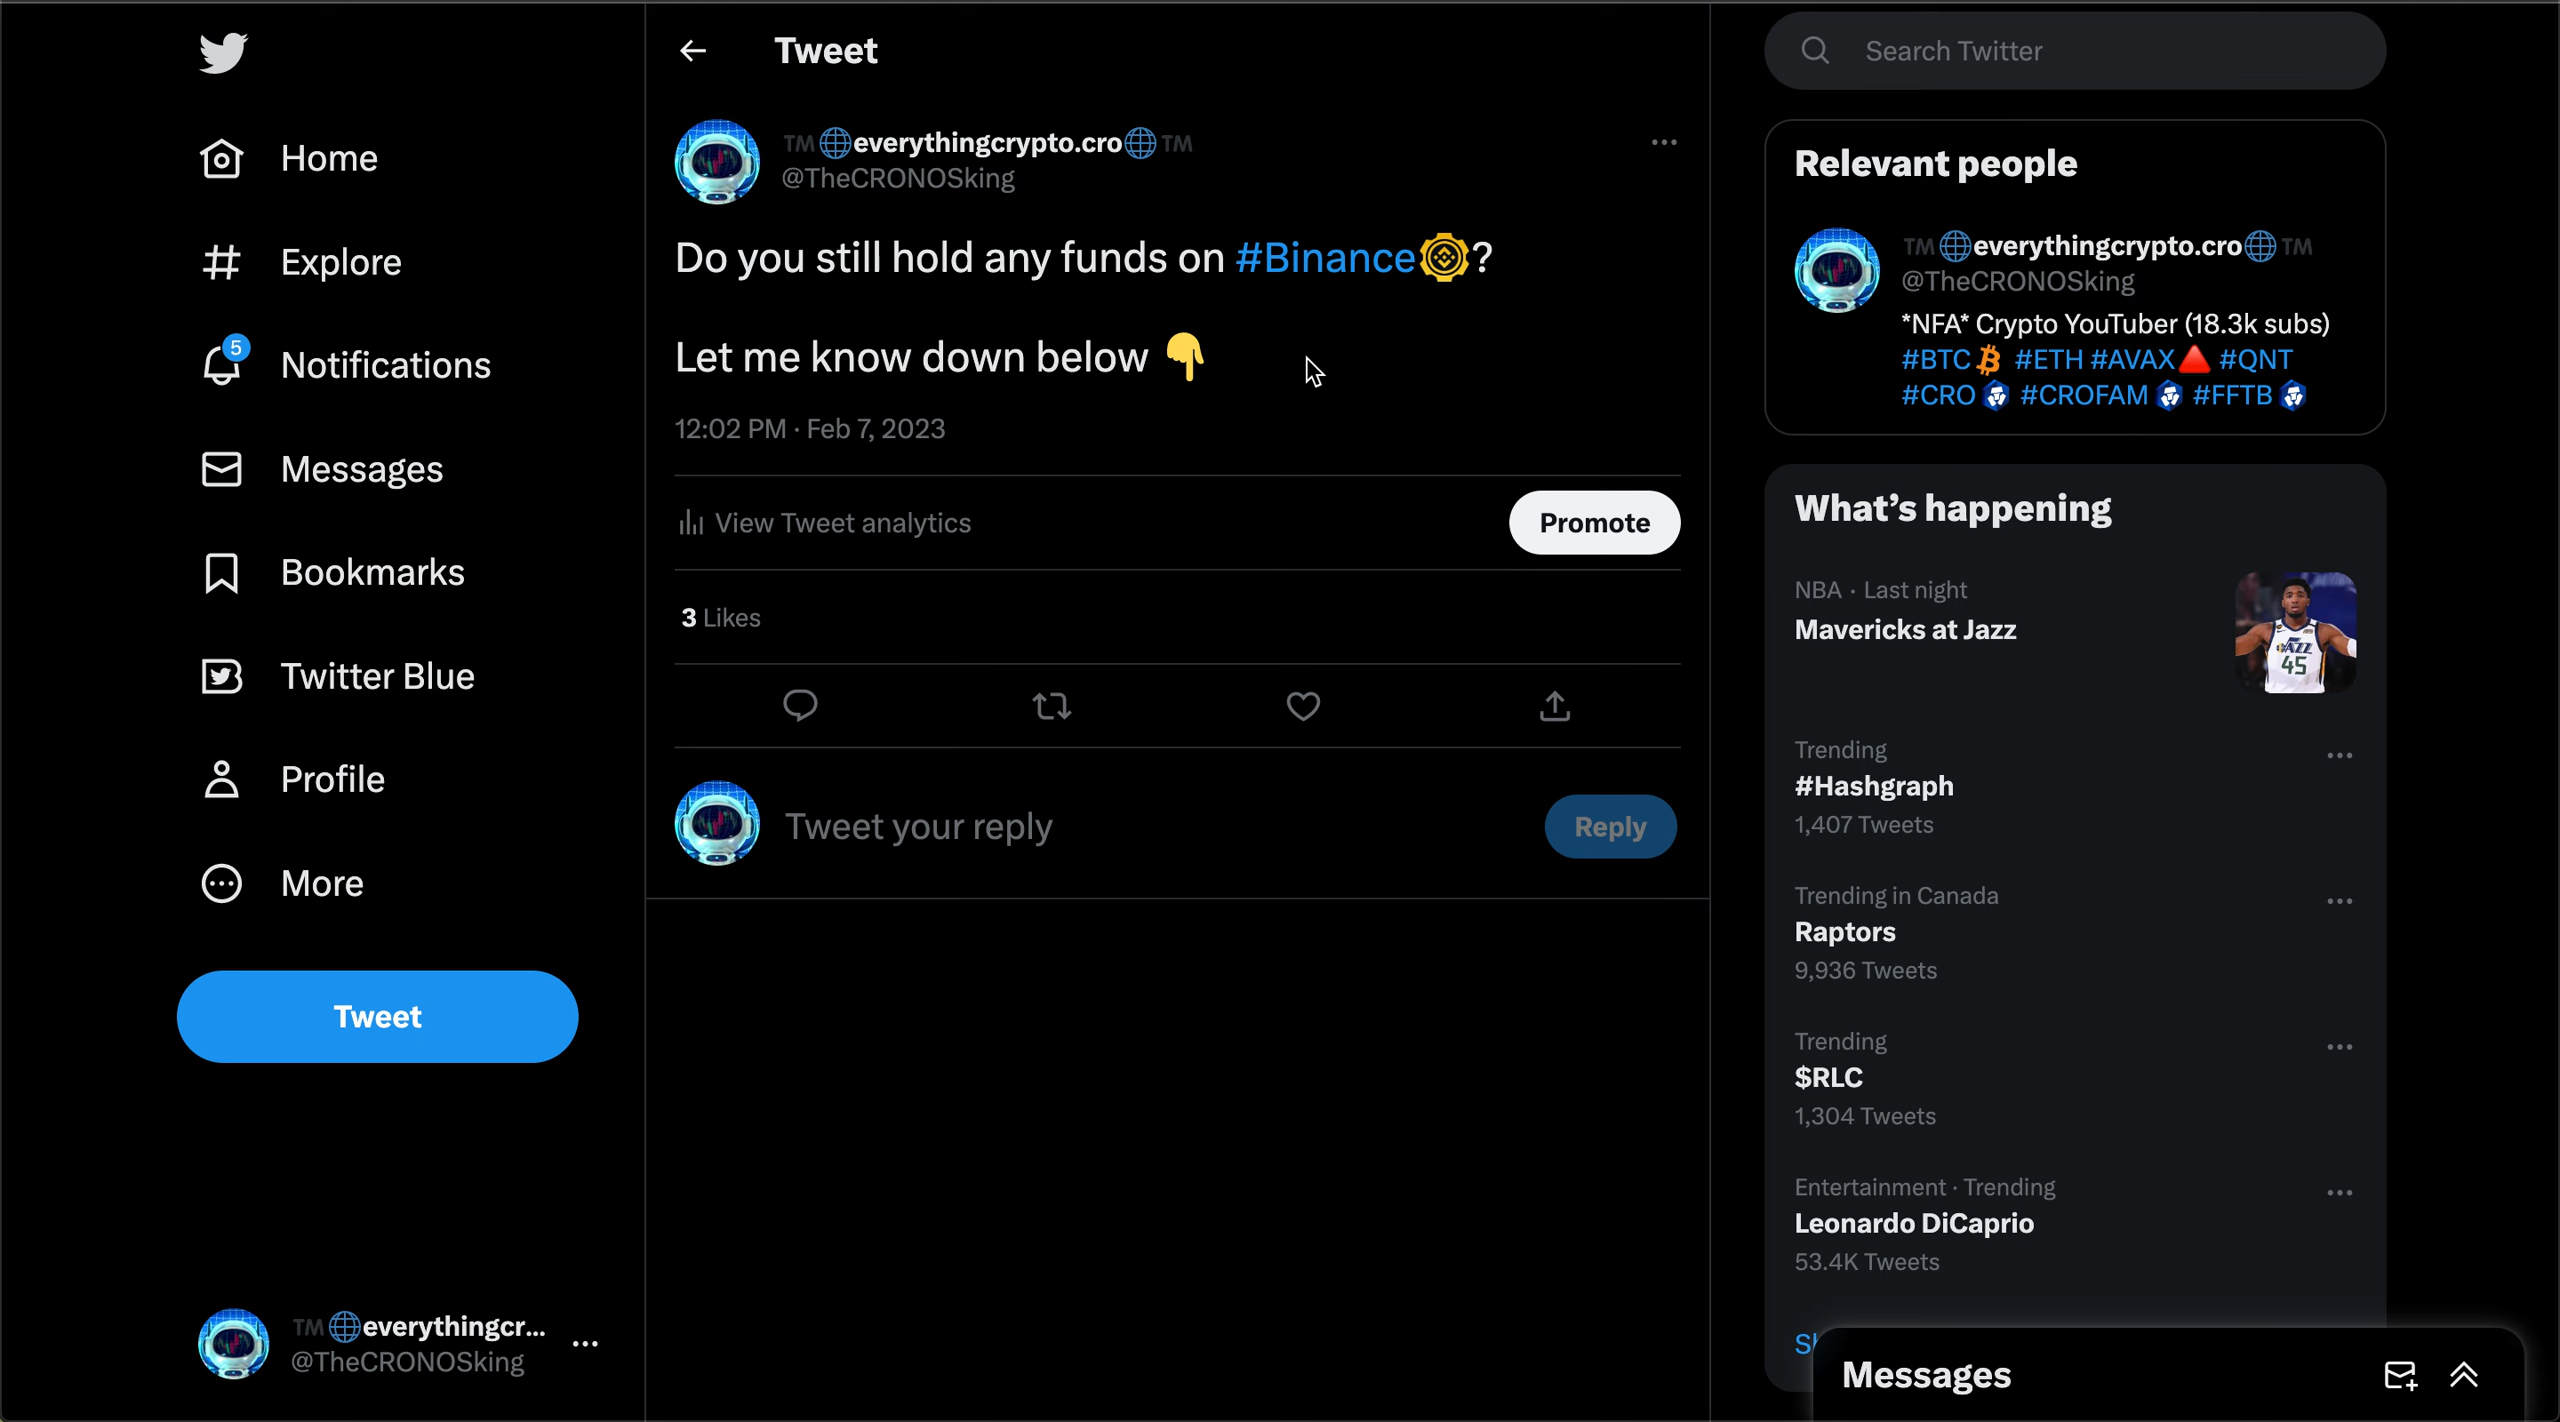 Home
Explore
5
Notifications
Messages
Bookmarks
Twitter Blue
Profile
More
Tweet
TM🌐everythingcr...
@TheCRONOSking
Tweet
TM🌐everythingcrypto.cro🌐TM
@TheCRONOSking
Do you still hold any funds on #Binance?
Let me know down below 👇
12:02 PM · Feb 7, 2023
View Tweet analytics
Promote
3 Likes
Tweet your reply
Reply
Search Twitter
Relevant people
TM🌐everythingcrypto.cro🌐TM
@TheCRONOSking
*NFA* Crypto YouTuber (18.3k subs)
#BTC #ETH #AVAX🔺 #QNT
#CRO #CROFAM #FFTB
What's happening
NBA · Last night
Mavericks at Jazz
JAZZ
45
Trending
#Hashgraph
1,407 Tweets
Trending in Canada
Raptors
9,936 Tweets
Trending
$RLC
1,304 Tweets
Entertainment · Trending
Leonardo DiCaprio
53.4K Tweets
Messages